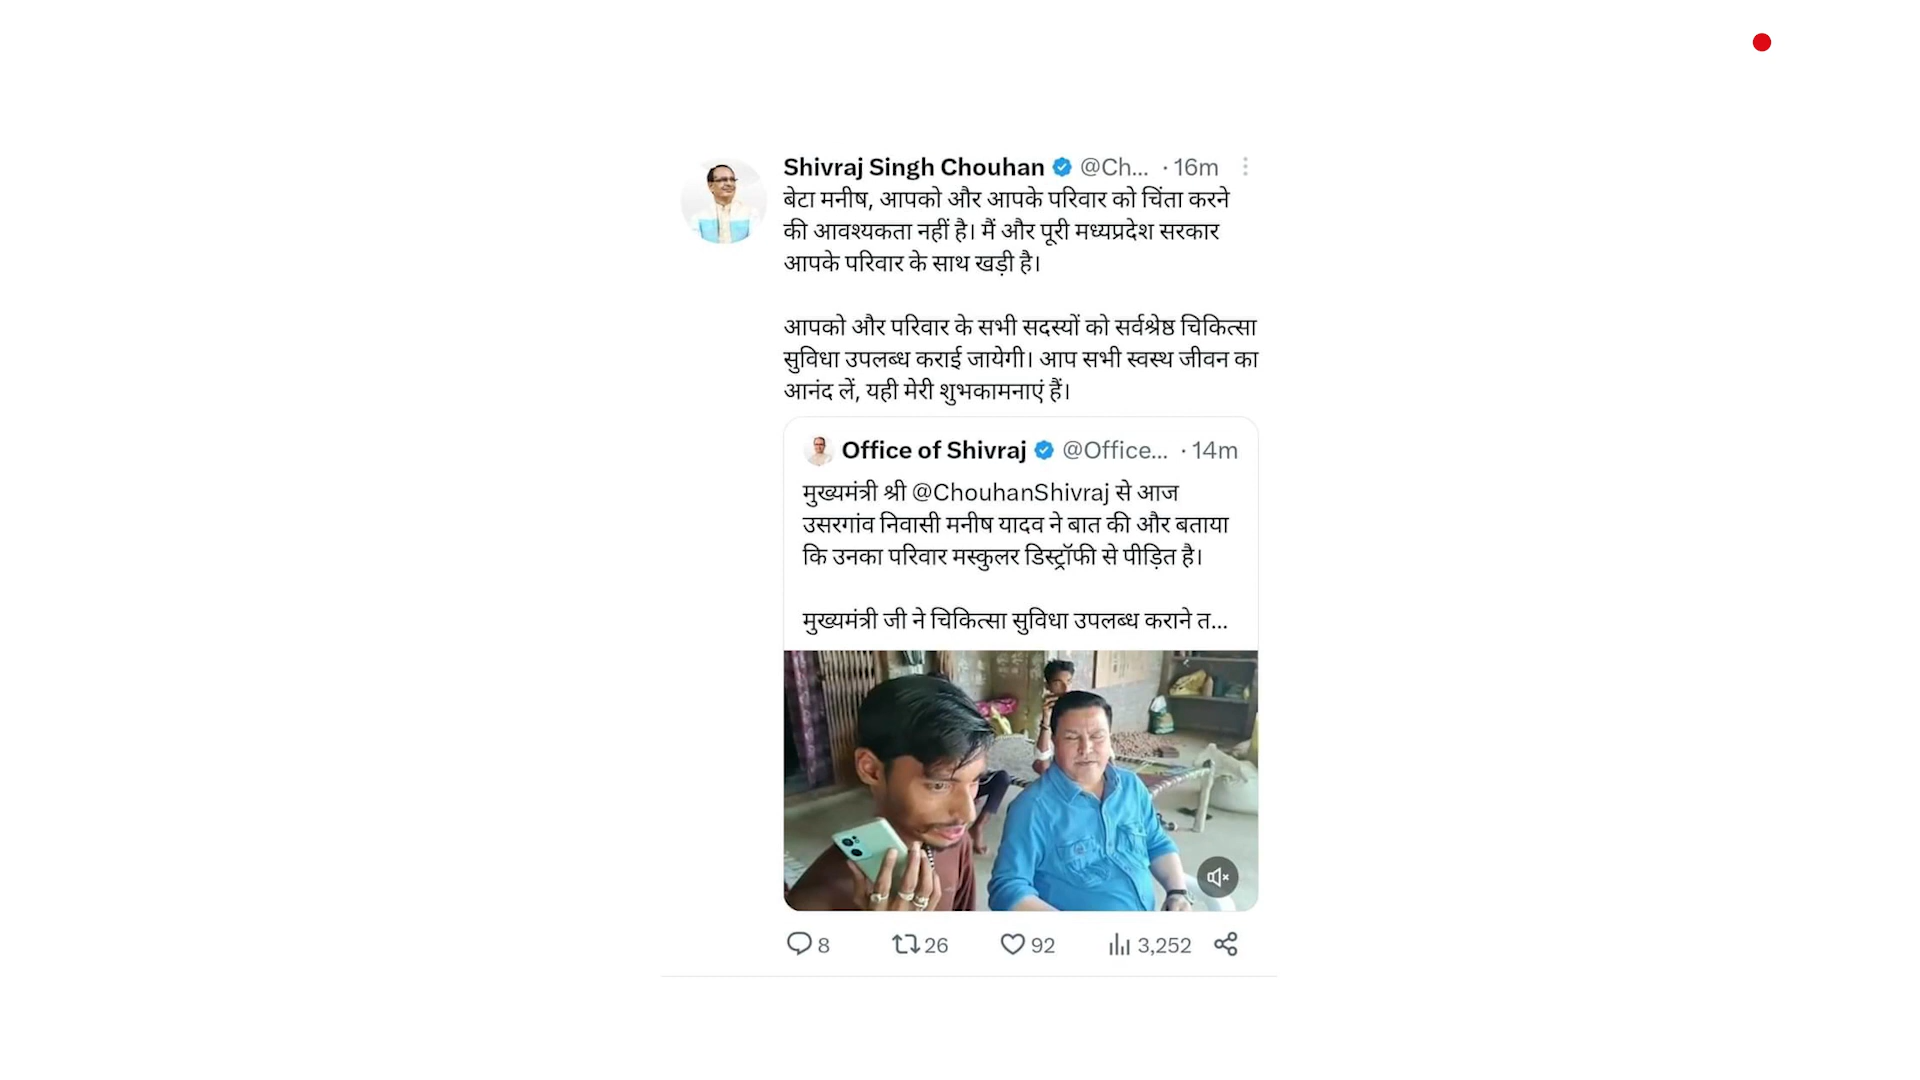 Shivraj Singh Chouhan @Ch... · 16m
बेटा मनीष, आपको और आपके परिवार को चिंता करने
की आवश्यकता नहीं है। मैं और पूरी मध्यप्रदेश सरकार
आपके परिवार के साथ खड़ी है।
आपको और परिवार के सभी सदस्यों को सर्वश्रेष्ठ चिकित्सा
सुविधा उपलब्ध कराई जायेगी। आप सभी स्वस्थ जीवन का
आनंद लें, यही मेरी शुभकामनाएं हैं।
Office of Shivraj @Office... · 14m
मुख्यमंत्री श्री @ChouhanShivraj से आज
उसरगांव निवासी मनीष यादव ने बात की और बताया
कि उनका परिवार मस्कुलर डिस्ट्रॉफी से पीड़ित है।
मुख्यमंत्री जी ने चिकित्सा सुविधा उपलब्ध कराने त...
8 26 92 3,252